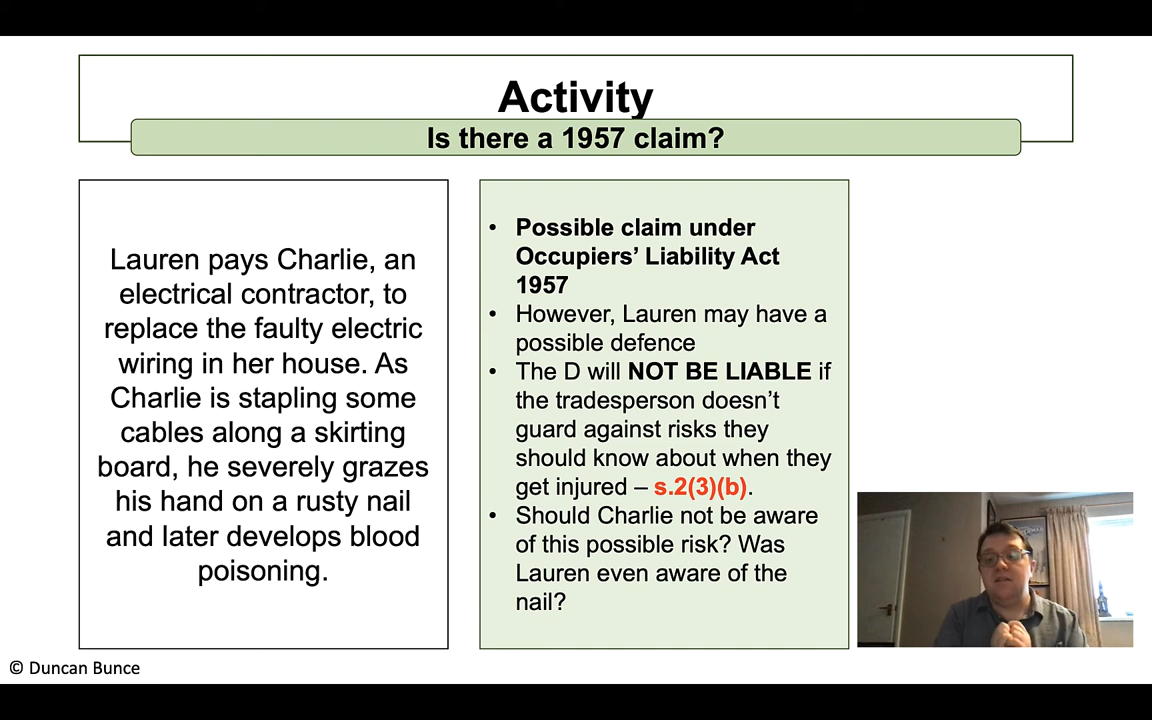 Activity
Is there a 1957 claim?
Lauren pays Charlie, an
electrical contractor, to
replace the faulty electric
wiring in her house. As
Charlie is stapling some
cables along a skirting
board, he severely grazes
his hand on a rusty nail
and later develops blood
poisoning.
• Possible claim under
Occupiers’ Liability Act
1957
• However, Lauren may have a
possible defence
• The D will NOT BE LIABLE if
the tradesperson doesn’t
guard against risks they
should know about when they
get injured – s.2(3)(b).
• Should Charlie not be aware
of this possible risk? Was
Lauren even aware of the
nail?
© Duncan Bunce